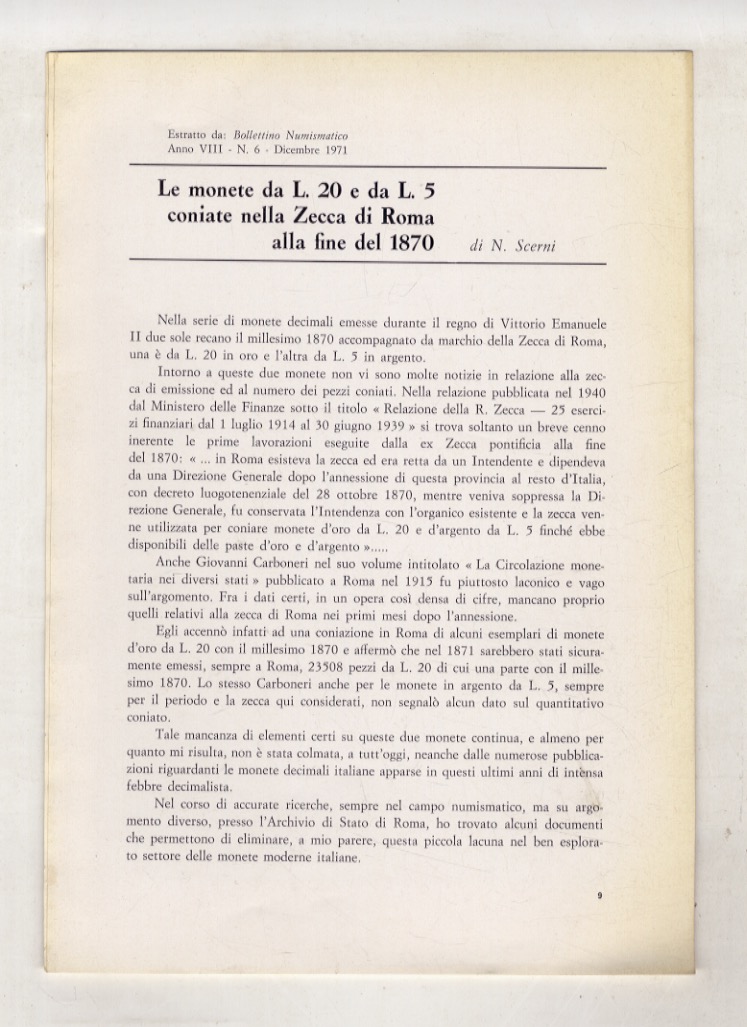 Estratto da: Bollettino Numismatico
Anno VIII - N. 6 - Dicembre 1971
Le monete da L. 20 e da L. 5
coniate nella Zecca di Roma
alla fine del 1870 di N. Scerni
Nella serie di monete decimali emesse durante il regno di Vittorio Emanuele
II due sole recano il millesimo 1870 accompagnato da marchio della Zecca di Roma,
una è da L. 20 in oro e l'altra da L. 5 in argento.
Intorno a queste due monete non vi sono molte notizie in relazione alla zec-
ca di emissione ed al numero dei pezzi coniati. Nella relazione pubblicata nel 1940
dal Ministero delle Finanze sotto il titolo « Relazione della R. Zecca — 25 eserci-
zi finanziari dal 1 luglio 1914 al 30 giugno 1939 » si trova soltanto un breve cenno
inerente le prime lavorazioni eseguite dalla ex Zecca pontificia alla fine
del 1870: « ... in Roma esisteva la zecca ed era retta da un Intendente e dipendeva
da una Direzione Generale dopo l'annessione di questa provincia al resto d'Italia,
con decreto luogotenenziale del 28 ottobre 1870, mentre veniva soppressa la Di-
rezione Generale, fu conservata l'Intendenza con l'organico esistente e la zecca ven-
ne utilizzata per coniare monete d'oro da L. 20 e d'argento da L. 5 finché ebbe
disponibili delle paste d'oro e d'argento ».....
Anche Giovanni Carboneri nel suo volume intitolato « La Circolazione mone-
taria nei diversi stati » pubblicato a Roma nel 1915 fu piuttosto laconico e vago
sull'argomento. Fra i dati certi, in un opera così densa di cifre, mancano proprio
quelli relativi alla zecca di Roma nei primi mesi dopo l'annessione.
Egli accennò infatti ad una coniazione in Roma di alcuni esemplari di monete
d'oro da L. 20 con il millesimo 1870 e affermò che nel 1871 sarebbero stati sicura-
mente emessi, sempre a Roma, 23508 pezzi da L. 20 di cui una parte con il mille-
simo 1870. Lo stesso Carboneri anche per le monete in argento da L. 5, sempre
per il periodo e la zecca qui considerati, non segnalò alcun dato sul quantitativo
coniato.
Tale mancanza di elementi certi su queste due monete continua, e almeno per
quanto mi risulta, non è stata colmata, a tutt'oggi, neanche dalle numerose pubblica-
zioni riguardanti le monete decimali italiane apparse in questi ultimi anni di intensa
febbre decimalista.
Nel corso di accurate ricerche, sempre nel campo numismatico, ma su argo-
mento diverso, presso l'Archivio di Stato di Roma, ho trovato alcuni documenti
che permettono di eliminare, a mio parere, questa piccola lacuna nel ben esplora-
to settore delle monete moderne italiane.
9